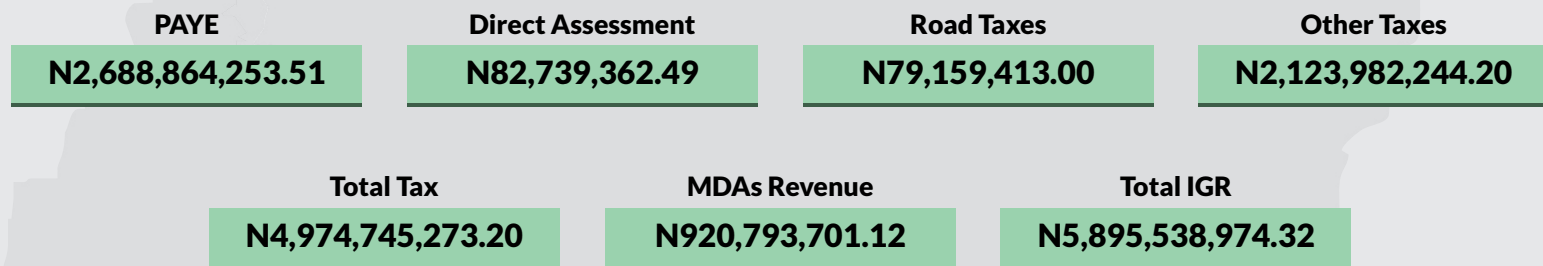 PAYE Direct Assessment Road Taxes Other Taxes
N2,688,864,253.51 N82,739,362.49 N79,159,413.00 N2,123,982,244.20
Total Tax MDAs Revenue Total IGR
N4,974,745,273.20 N920,793,701.12 N5,895,538,974.32